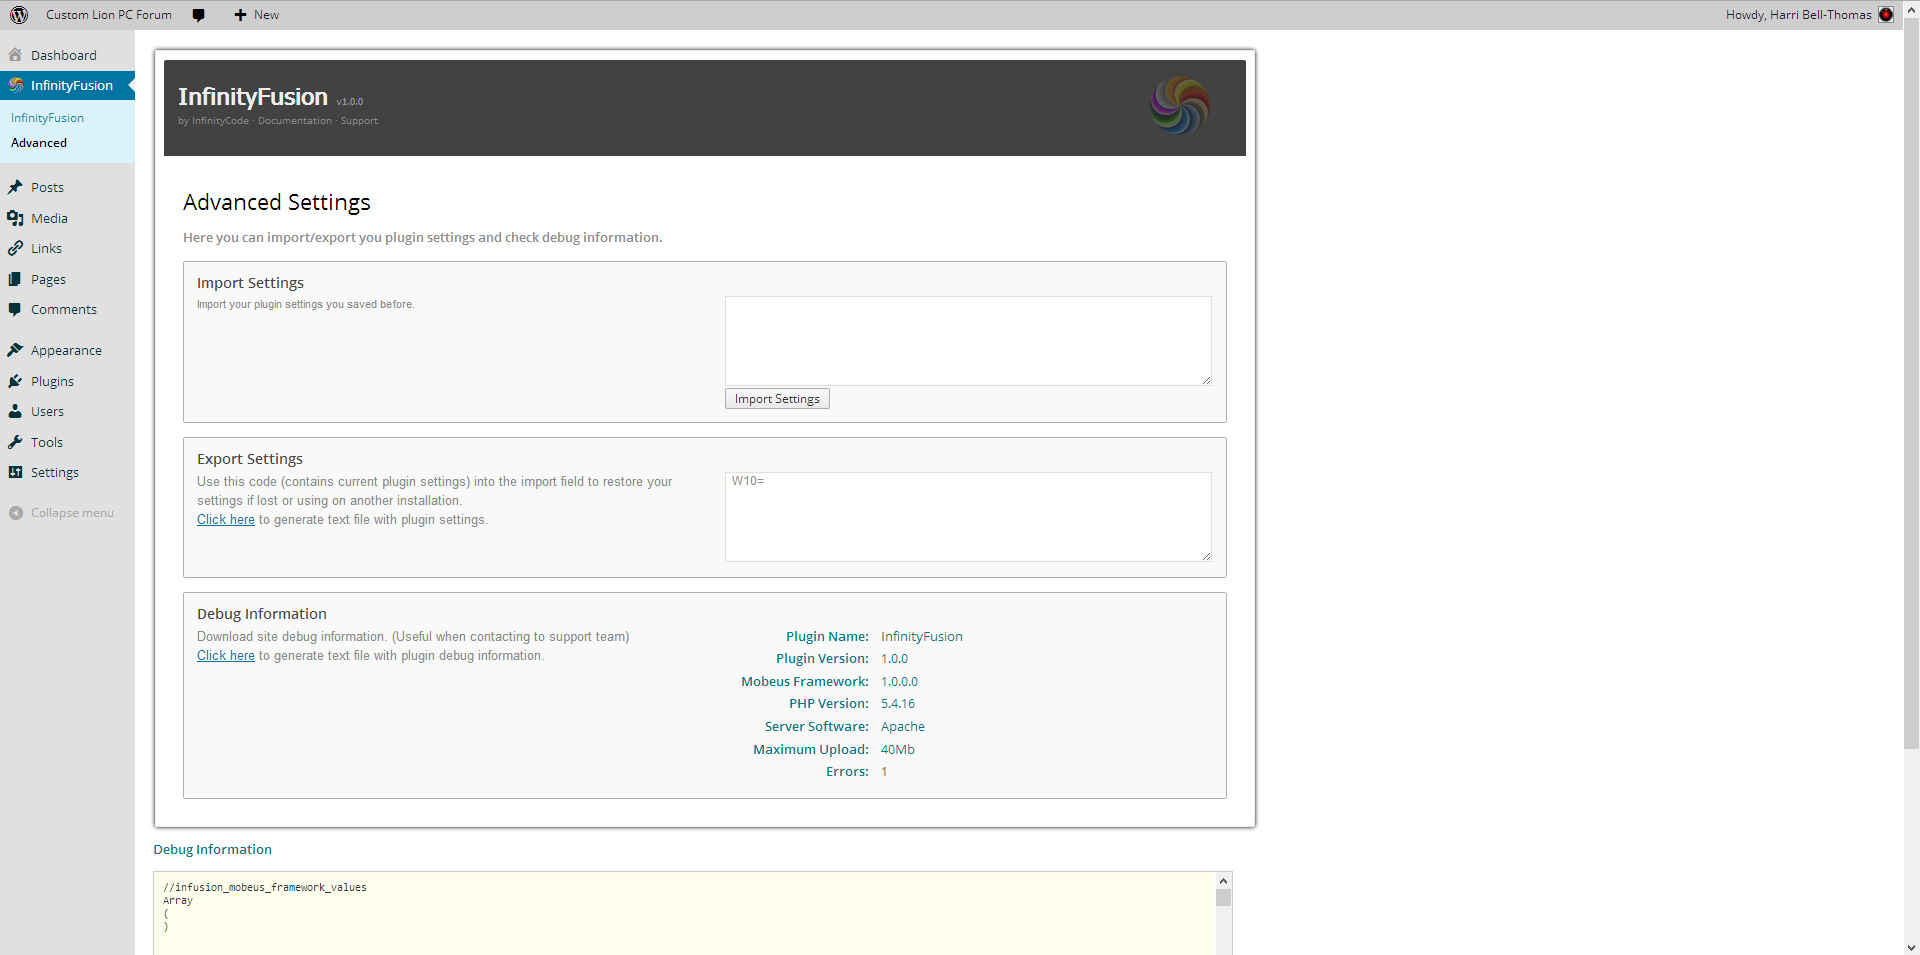 Custom Lion PC Forum
New
Howdy, Harri Bell-Thomas
Dashboard
InfinityFusion
InfinityFusion
Advanced
Posts
Media
Links
Pages
Comments
Appearance
Plugins
Users
Tools
Settings
Collapse menu
InfinityFusion v1.0.0
by InfinityCode · Documentation · Support
Advanced Settings
Here you can import/export you plugin settings and check debug information.
Import Settings
Import your plugin settings you saved before.
Import Settings
Export Settings
Use this code (contains current plugin settings) into the import field to restore your
settings if lost or using on another installation.
Click here to generate text file with plugin settings.
W10=
Debug Information
Download site debug information. (Useful when contacting to support team)
Click here to generate text file with plugin debug information.
Plugin Name: InfinityFusion
Plugin Version: 1.0.0
Mobeus Framework: 1.0.0.0
PHP Version: 5.4.16
Server Software: Apache
Maximum Upload: 40Mb
Errors: 1
Debug Information
//infusion_mobeus_framework_values
Array
(
)